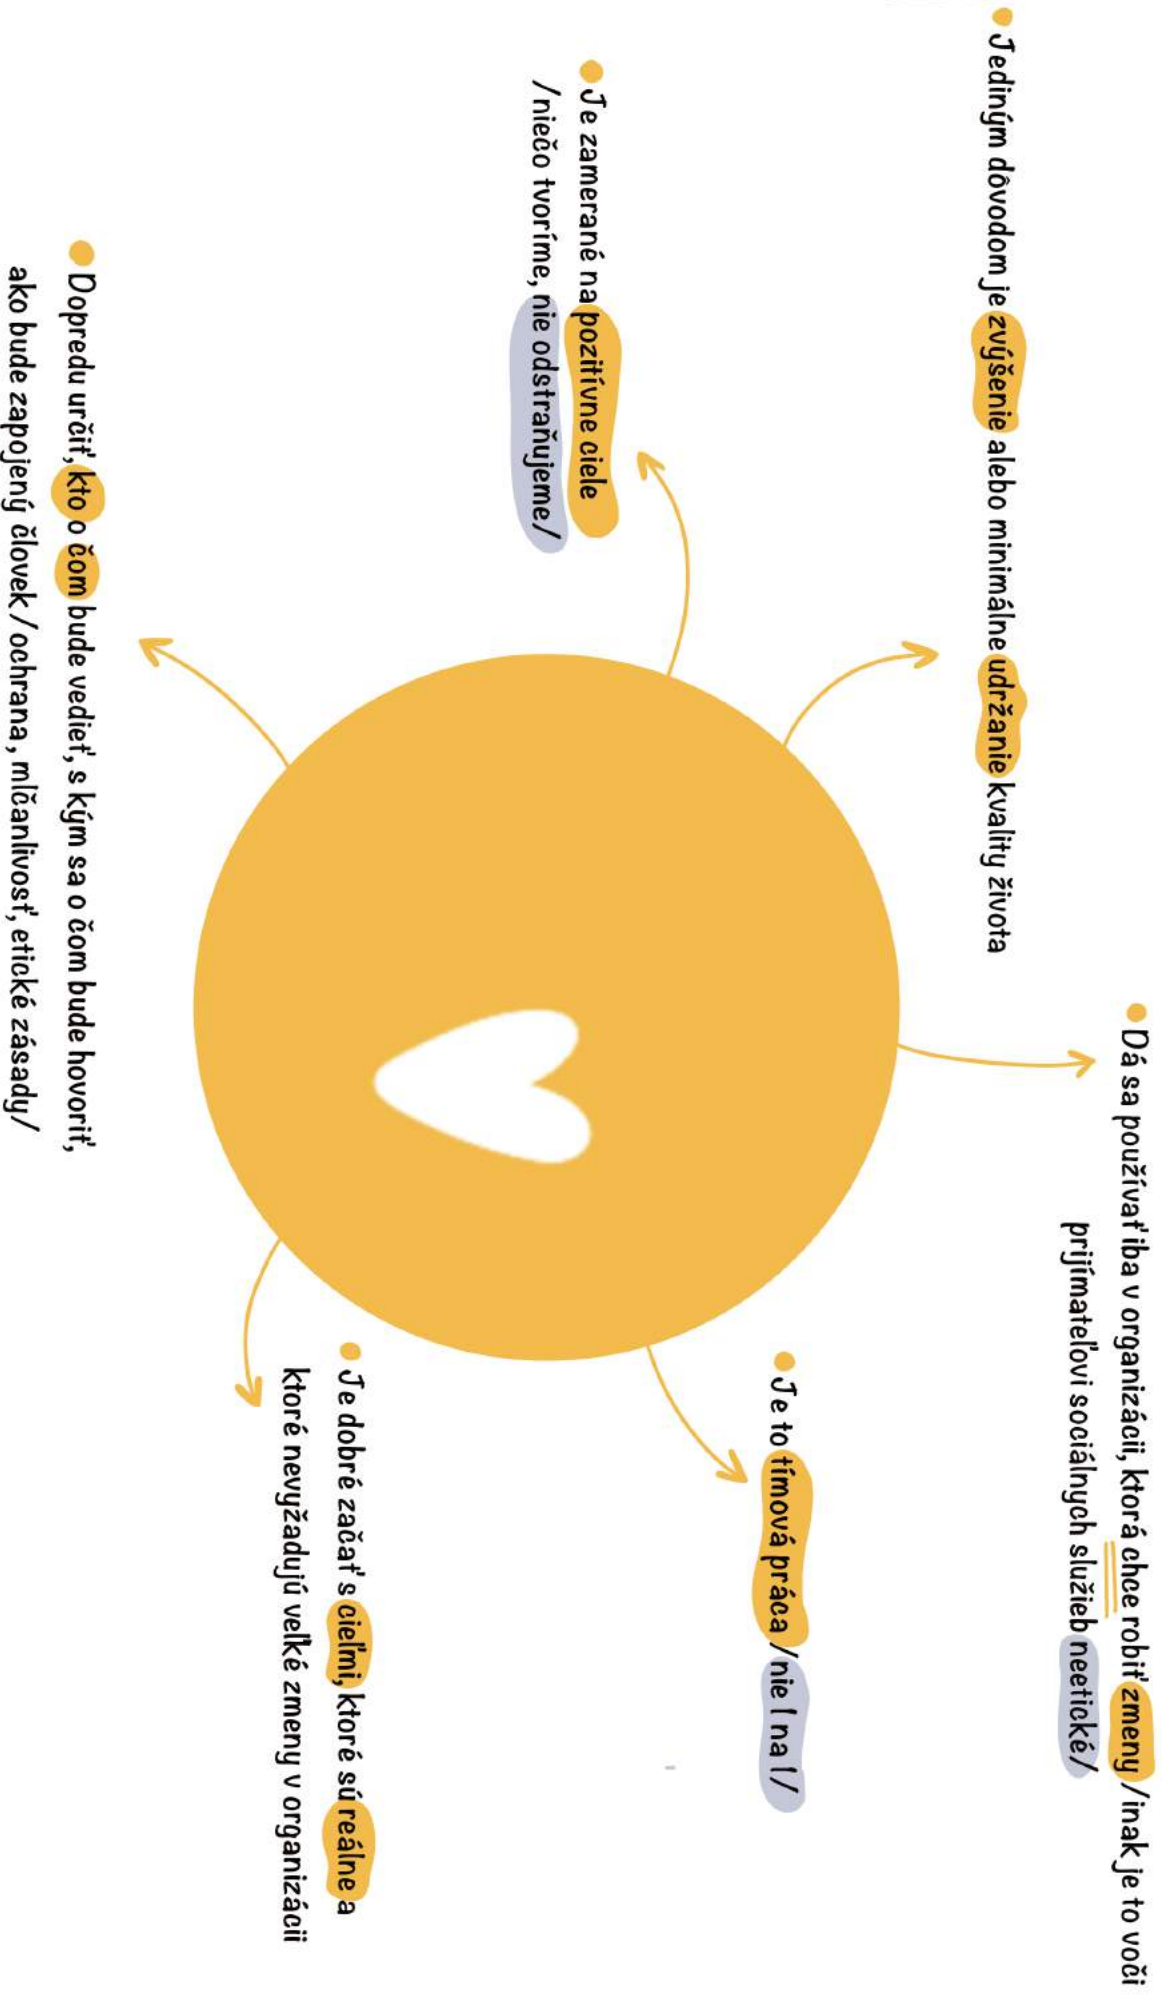 Jediným dôvodom je zvýšenie alebo minimálne udržanie kvality života
Dá sa používať iba v organizácii, ktorá chce robiť zmeny /inak je to voči
prijímateľovi sociálnych služieb neetické/
Je zamerané na pozitívne ciele
/niečo tvoríme, nie odstraňujeme/
Je to tímová práca /nie 1 na 1/
Je dobré začať s cieľmi, ktoré sú reálne a
ktoré nevyžadujú veľké zmeny v organizácii
Dopredu určiť, kto o čom bude vedieť, s kým sa o čom bude hovoriť,
ako bude zapojený človek /ochrana, mlčanlivosť, etické zásady/